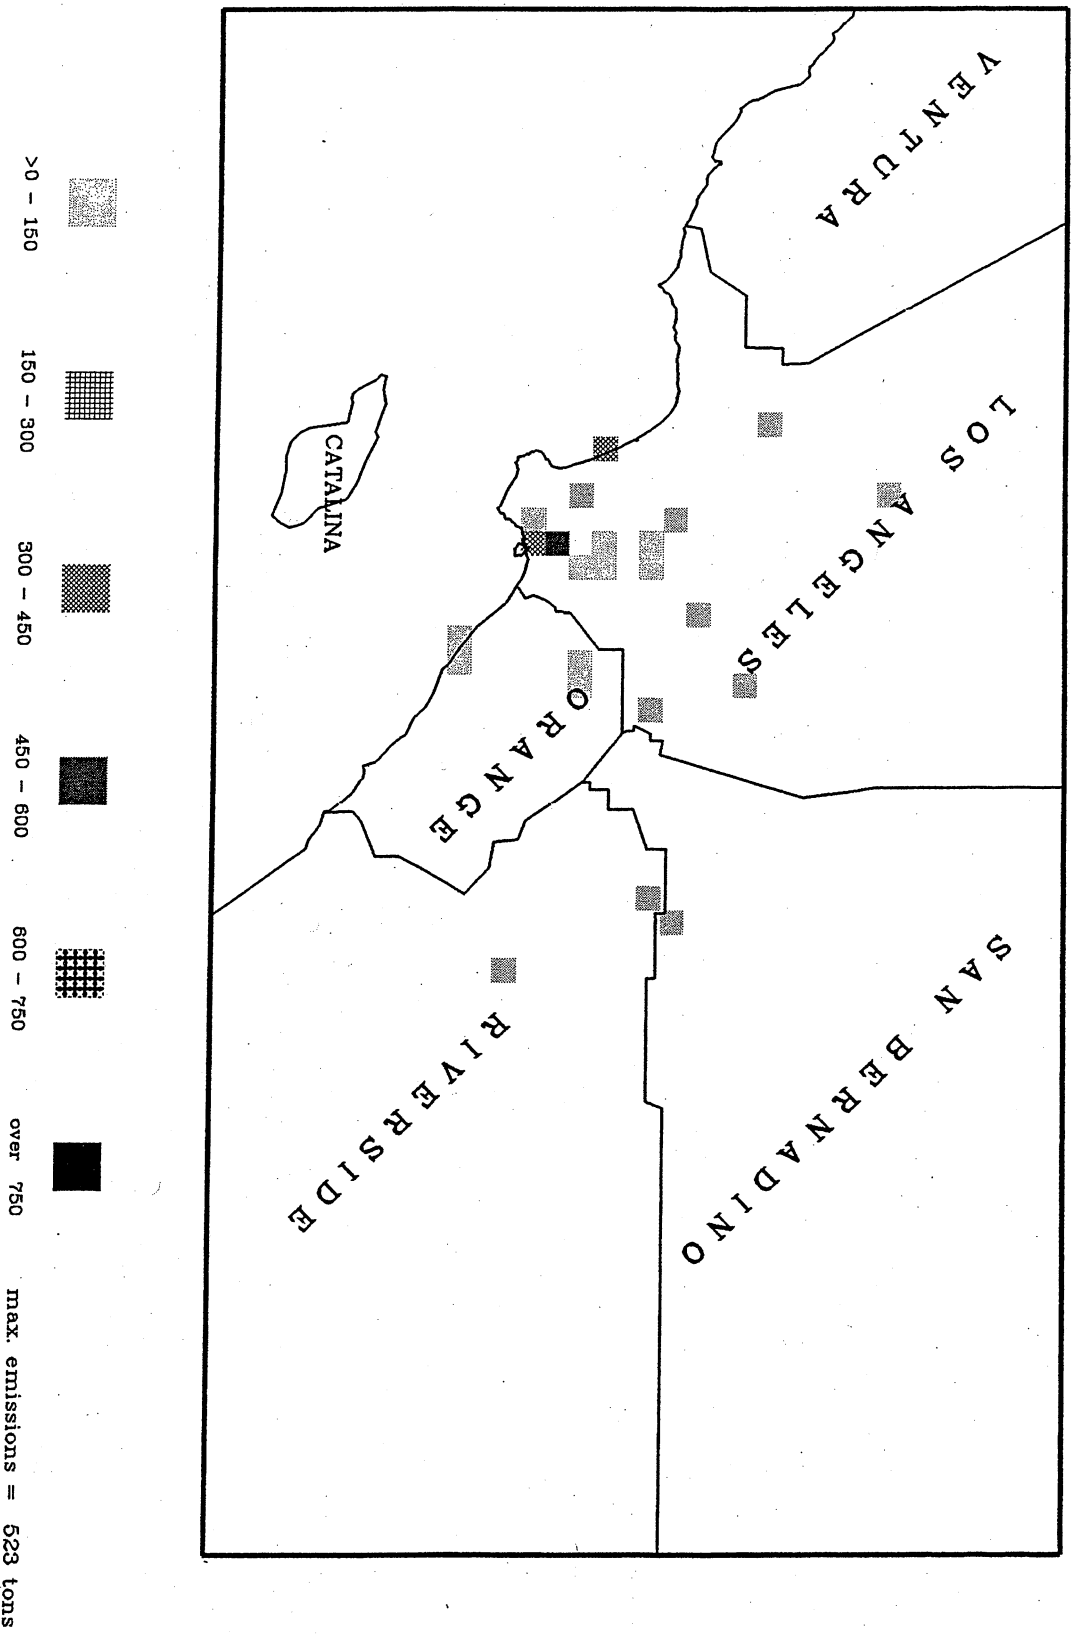 VENTURA
LOS ANGELES
SAN BERNADINO
CATALINA
ORANGE
RIVERSIDE
>0 - 150
150 - 300
300 - 450
450 - 600
600 - 750
over 750
max. emissions = 523 tons